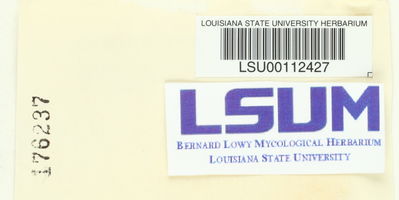 LOUISIANA STATE UNIVERSITY HERBARIUM
LSU00112427
LSUM
BERNARD LOWY MYCOLOGICAL HERBARIUM
LOUISIANA STATE UNIVERSITY
176237